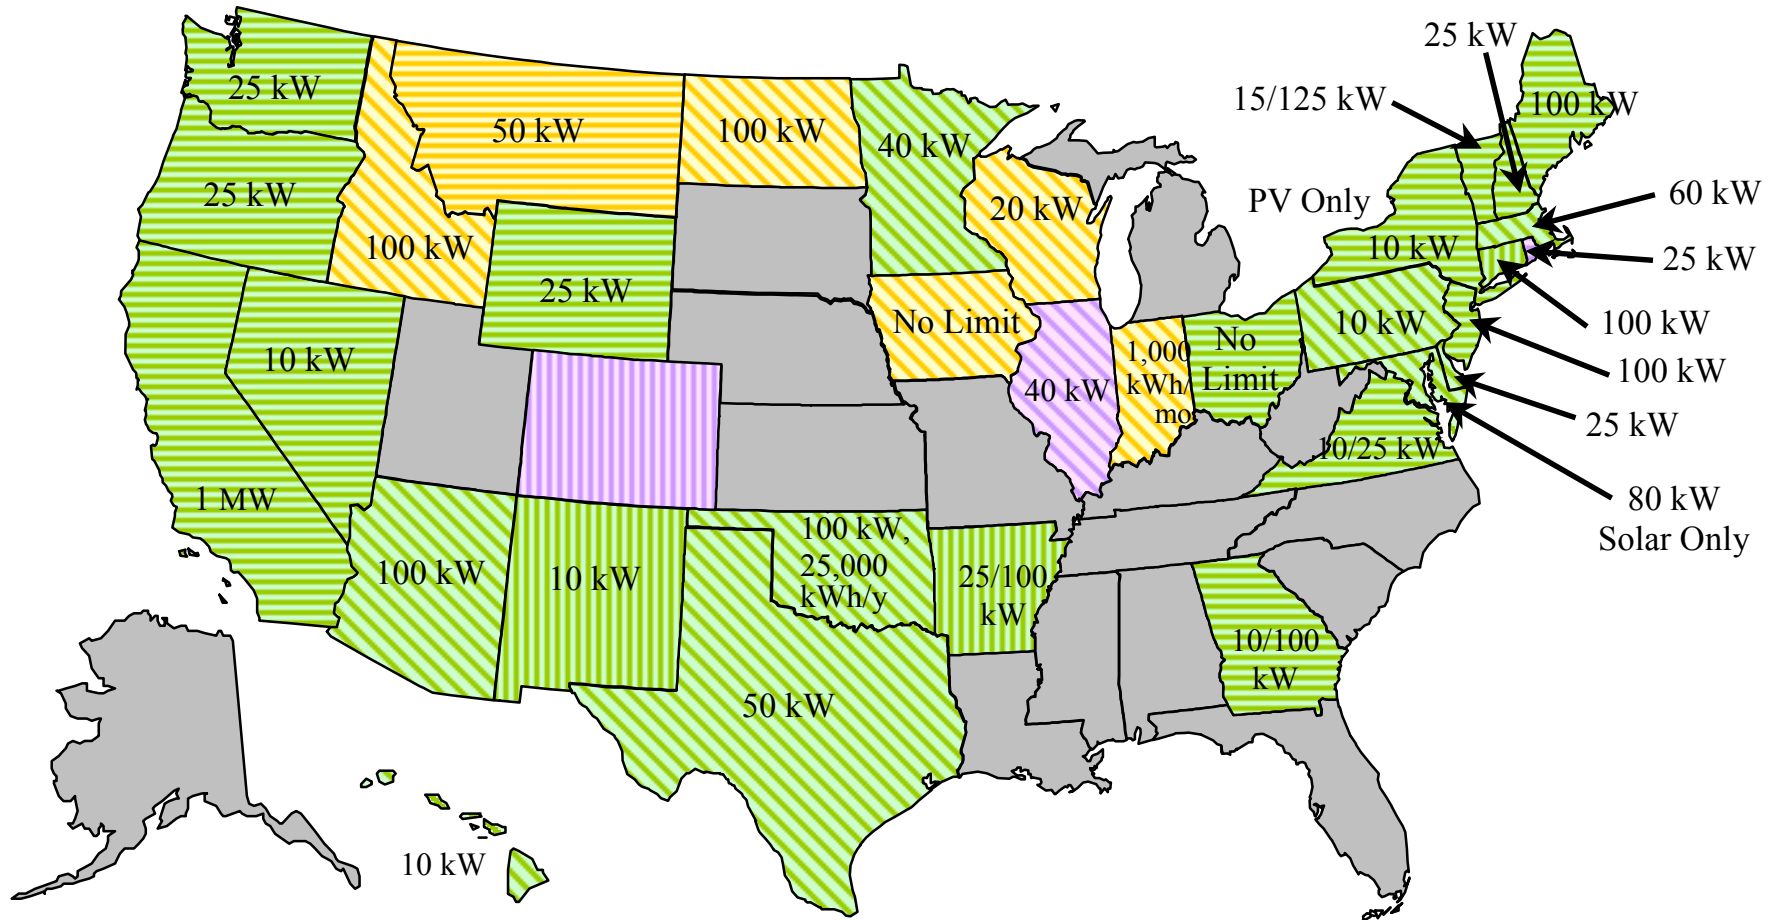 25 kW
15/125 kW
25 kW
100 kW
50 kW
100 kW
40 kW
25 kW
20 kW
PV Only
60 kW
100 kW
10 kW
25 kW
25 kW
No Limit
10 kW
100 kW
10 kW
1,000
kWh/
mo
No
Limit
100 kW
40 kW
25 kW
10/25 kW
1 MW
80 kW
Solar Only
100 kW
10 kW
100 kW,
25,000
kWh/y
25/100
kW
10/100
kW
50 kW
10 kW